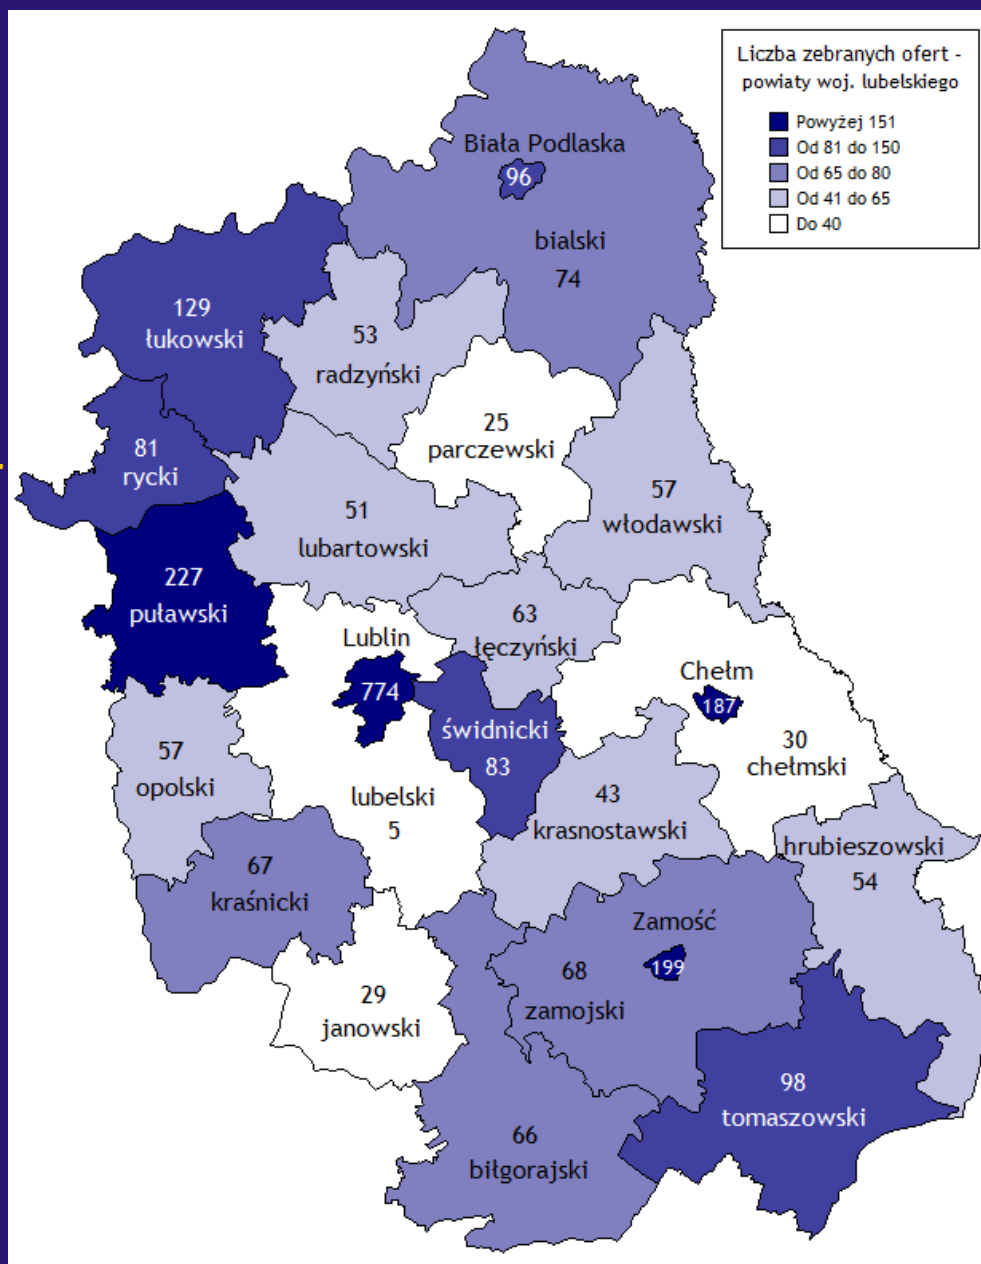 Liczba zebranych ofert -
powiaty woj. lubelskiego
Powyżej 151
Od 81 do 150
Od 65 do 80
Od 41 do 65
Do 40
Biała Podlaska
96
bialski
74
129
łukowski
53
radzyński
25
parczewski
81
rycki
51
lubartowski
57
włodawski
227
puławski
63
łęczyński
Lublin
774
Chełm
187
świdnicki
83
30
chełmski
57
opolski
lubelski
5
43
krasnostawski
hrubieszowski
54
67
kraśnicki
Zamość
199
68
zamojski
29
janowski
98
tomaszowski
66
biłgorajski